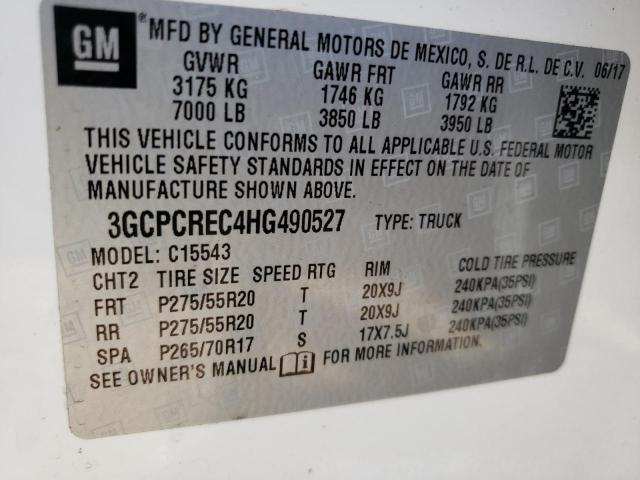 GM
MFD BY GENERAL MOTORS DE MEXICO, S. DE R.L. DE C.V. 06/17
GVWR GAWR FRT GAWR RR
3175 KG 1746 KG 1792 KG
7000 LB 3850 LB 3950 LB
THIS VEHICLE CONFORMS TO ALL APPLICABLE U.S. FEDERAL MOTOR
VEHICLE SAFETY STANDARDS IN EFFECT ON THE DATE OF
MANUFACTURE SHOWN ABOVE.
3GCPCREC4HG490527 TYPE: TRUCK
MODEL: C15543
CHT2 TIRE SIZE SPEED RTG RIM COLD TIRE PRESSURE
FRT P275/55R20 T 20X9J 240KPA(35PSI)
RR P275/55R20 T 20X9J 240KPA(35PSI)
SPA P265/70R17 S 17X7.5J 240KPA(35PSI)
SEE OWNER'S MANUAL FOR MORE INFORMATION.